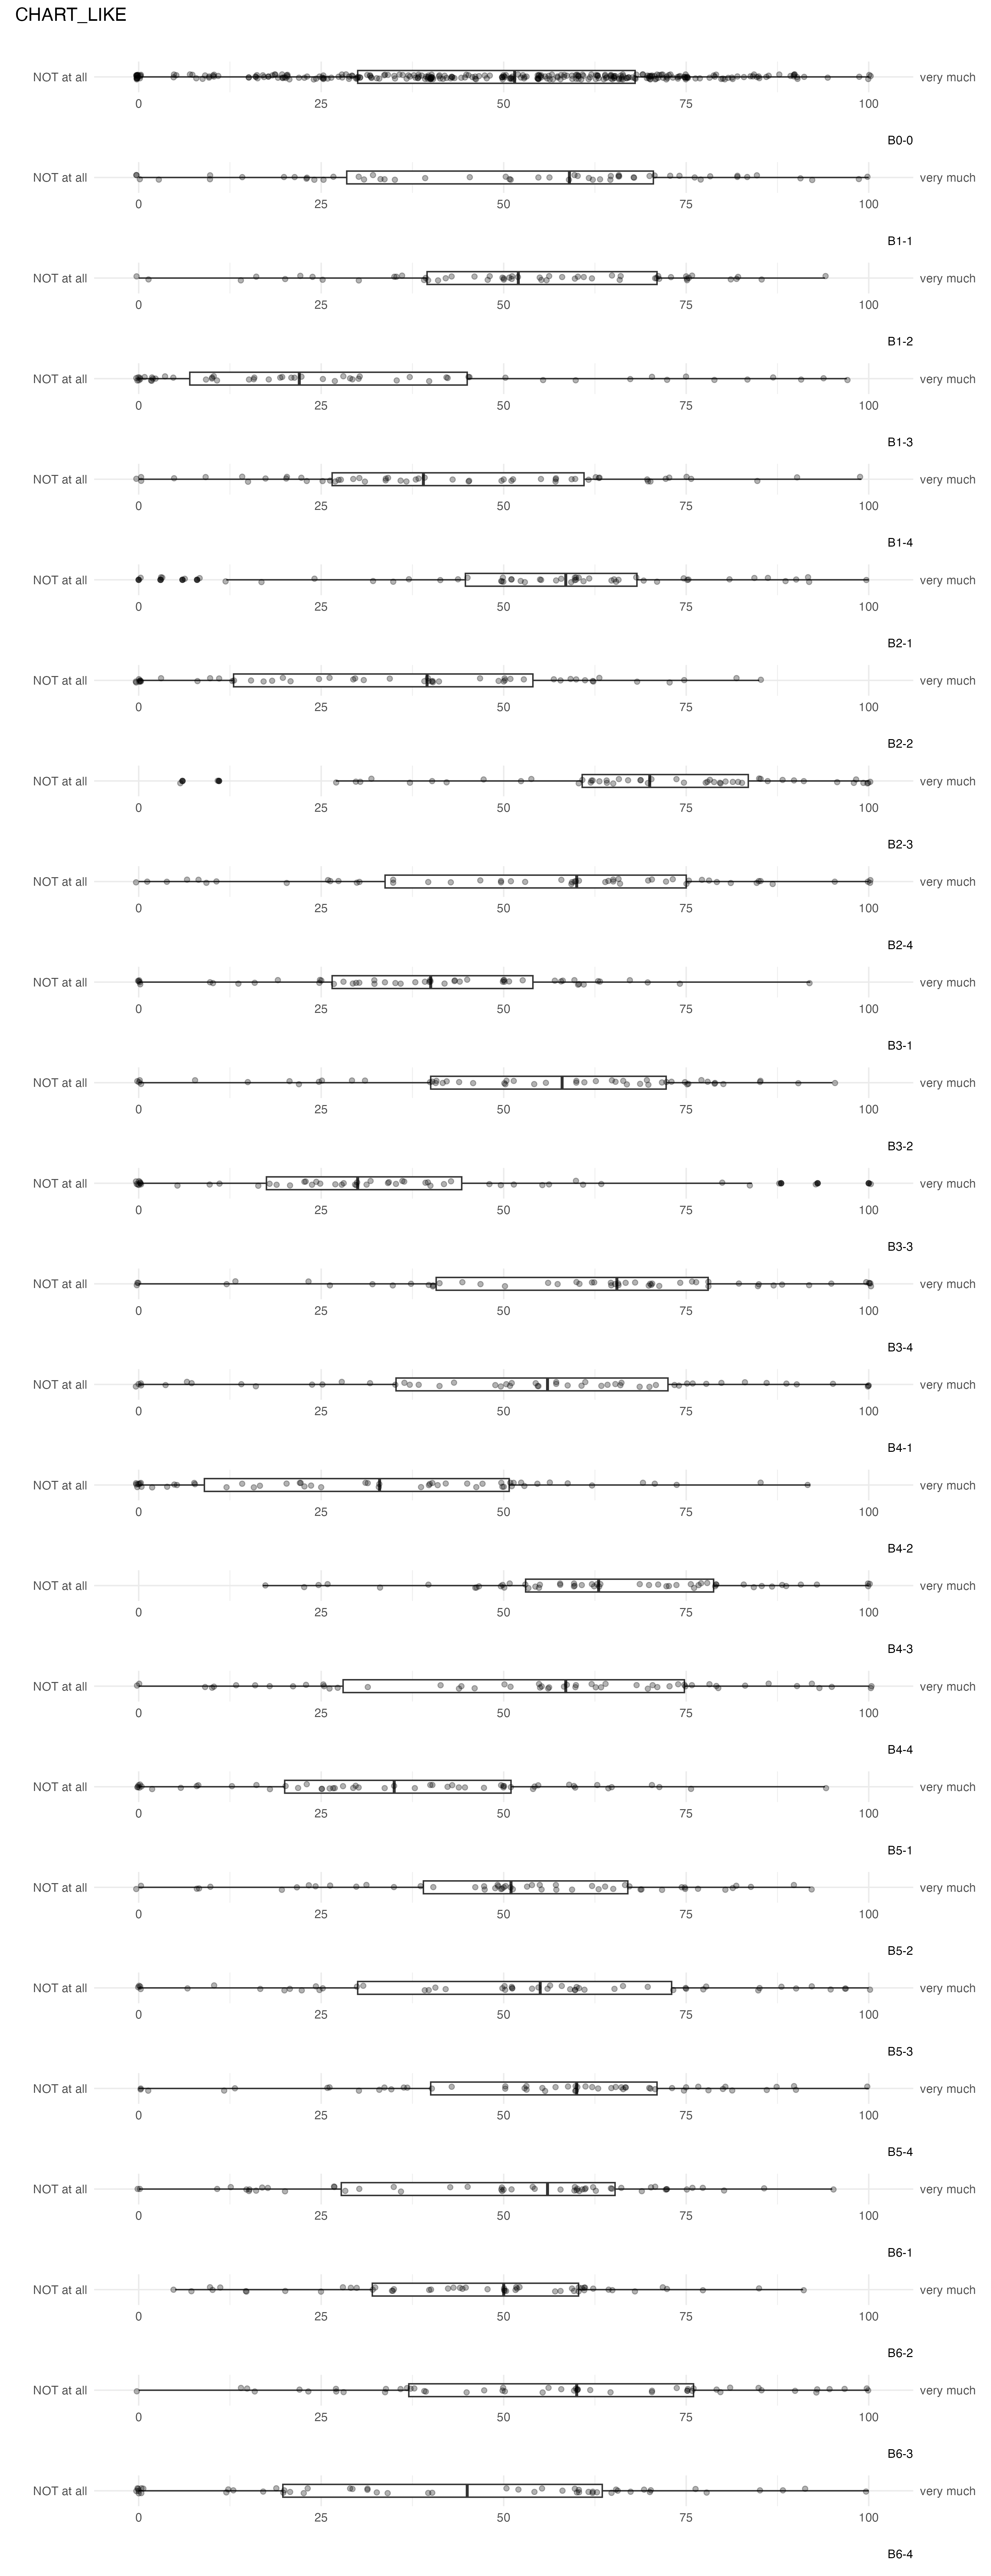 CHART_LIKE
NOT at all very much
0 25 50 75 100
B0-0
NOT at all very much
0 25 50 75 100
B1-1
NOT at all very much
0 25 50 75 100
B1-2
NOT at all very much
0 25 50 75 100
B1-3
NOT at all very much
0 25 50 75 100
B1-4
NOT at all very much
0 25 50 75 100
B2-1
NOT at all very much
0 25 50 75 100
B2-2
NOT at all very much
0 25 50 75 100
B2-3
NOT at all very much
0 25 50 75 100
B2-4
NOT at all very much
0 25 50 75 100
B3-1
NOT at all very much
0 25 50 75 100
B3-2
NOT at all very much
0 25 50 75 100
B3-3
NOT at all very much
0 25 50 75 100
B3-4
NOT at all very much
0 25 50 75 100
B4-1
NOT at all very much
0 25 50 75 100
B4-2
NOT at all very much
0 25 50 75 100
B4-3
NOT at all very much
0 25 50 75 100
B4-4
NOT at all very much
0 25 50 75 100
B5-1
NOT at all very much
0 25 50 75 100
B5-2
NOT at all very much
0 25 50 75 100
B5-3
NOT at all very much
0 25 50 75 100
B5-4
NOT at all very much
0 25 50 75 100
B6-1
NOT at all very much
0 25 50 75 100
B6-2
NOT at all very much
0 25 50 75 100
B6-3
NOT at all very much
0 25 50 75 100
B6-4